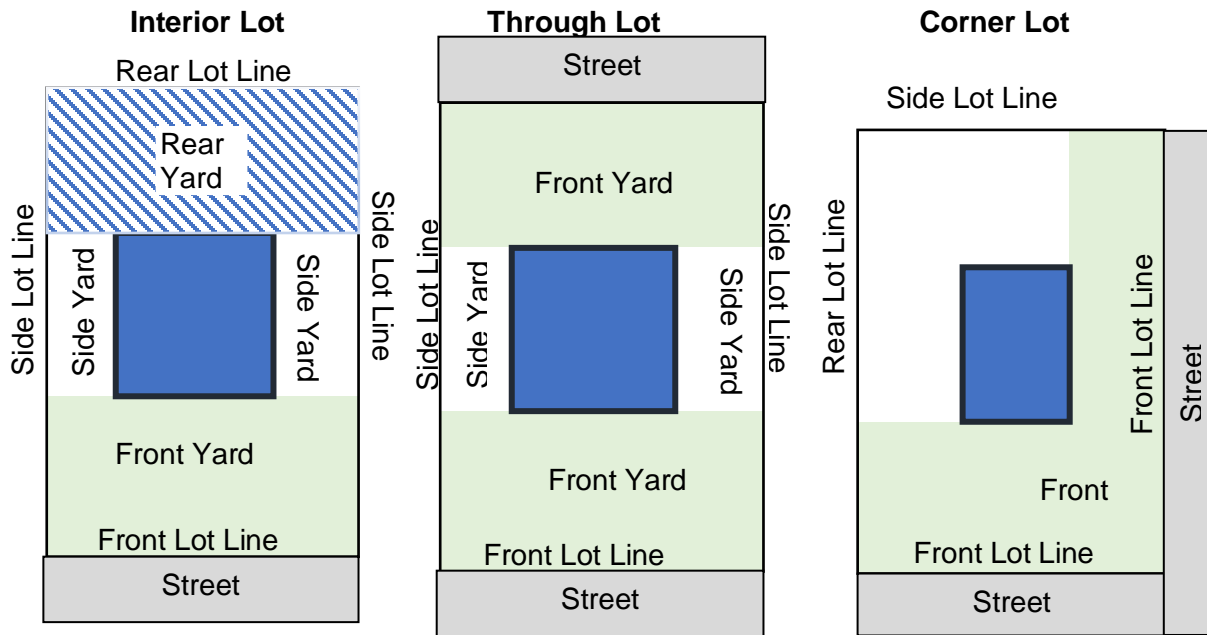 Interior Lot
Rear Lot Line
Rear
Yard
Side Lot Line
Side Yard
Side Yard
Side Lot Line
Front Yard
Front Lot Line
Street
Through Lot
Street
Front Yard
Side Lot Line
Side Yard
Side Yard
Side Lot Line
Front Yard
Front Lot Line
Street
Corner Lot
Side Lot Line
Rear Lot Line
Front Lot Line
Street
Front
Front Lot Line
Street